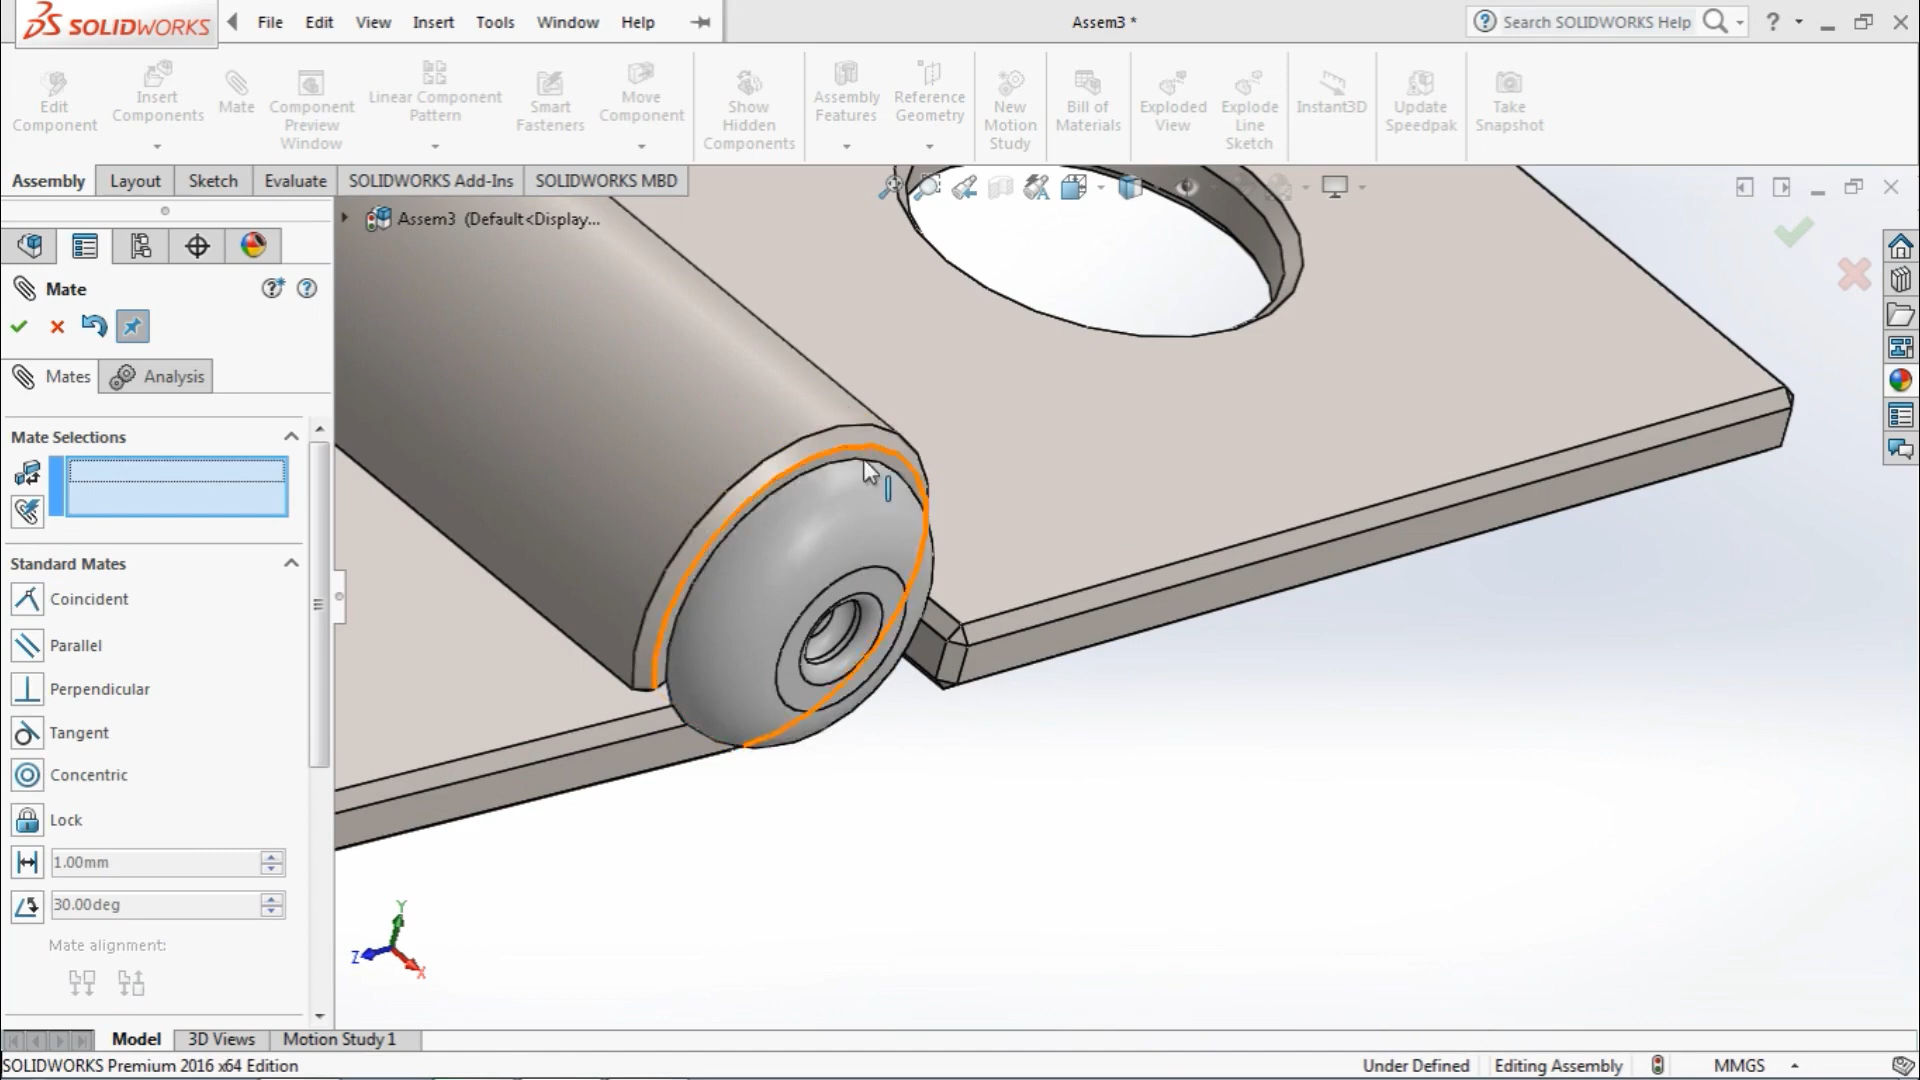 SOLIDWORKS
File Edit View Insert Tools Window Help
Assem3 *
Search SOLIDWORKS Help
Edit Component
Insert Components
Mate
Component Preview Window
Linear Component Pattern
Smart Fasteners
Move Component
Show Hidden Components
Assembly Features
Reference Geometry
New Motion Study
Bill of Materials
Exploded View
Explode Line Sketch
Instant3D
Update Speedpak
Take Snapshot
Assembly Layout Sketch Evaluate SOLIDWORKS Add-Ins SOLIDWORKS MBD
Assem3 (Default<Display...
Mate
Mates Analysis
Mate Selections
Standard Mates
Coincident
Parallel
Perpendicular
Tangent
Concentric
Lock
1.00mm
30.00deg
Mate alignment:
Y
Z
X
Model 3D Views Motion Study 1
SOLIDWORKS Premium 2016 x64 Edition
Under Defined Editing Assembly MMGS